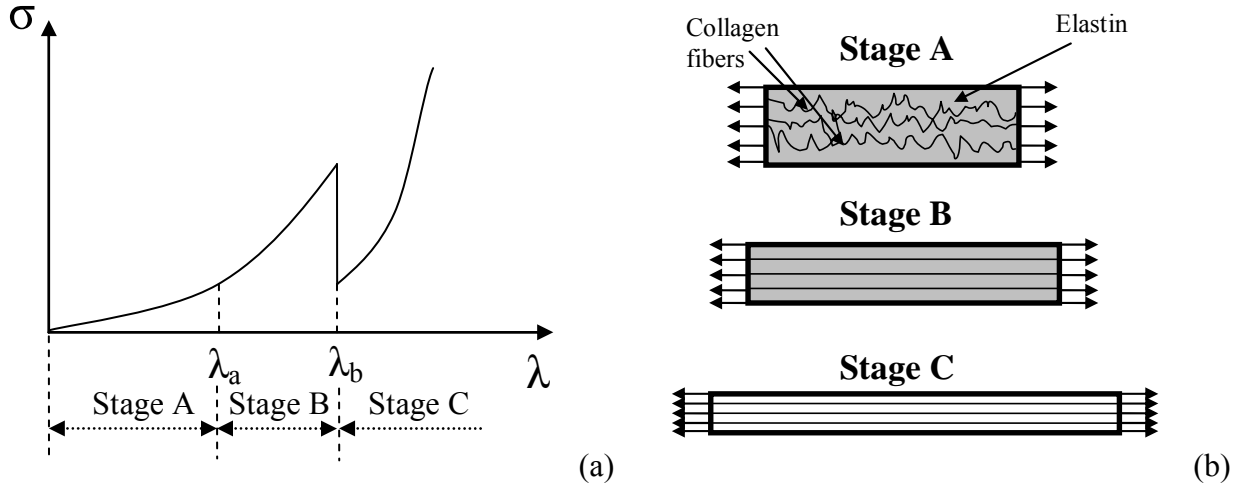 σ
λa
λb
λ
Stage A
Stage B
Stage C
(a)
Collagen
fibers
Elastin
Stage A
Stage B
Stage C
(b)